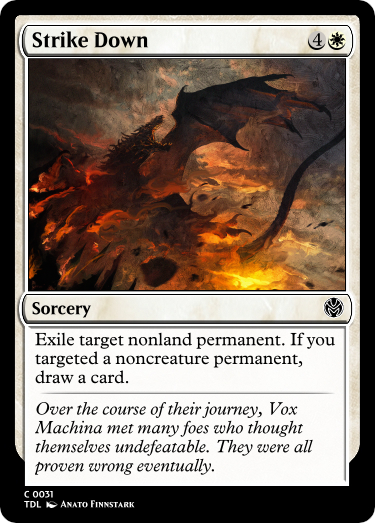 Strike Down 4
Sorcery
Exile target nonland permanent. If you
targeted a noncreature permanent,
draw a card.
Over the course of their journey, Vox
Machina met many foes who thought
themselves undefeatable. They were all
proven wrong eventually.
C 0031
TDL Anato Finnstark